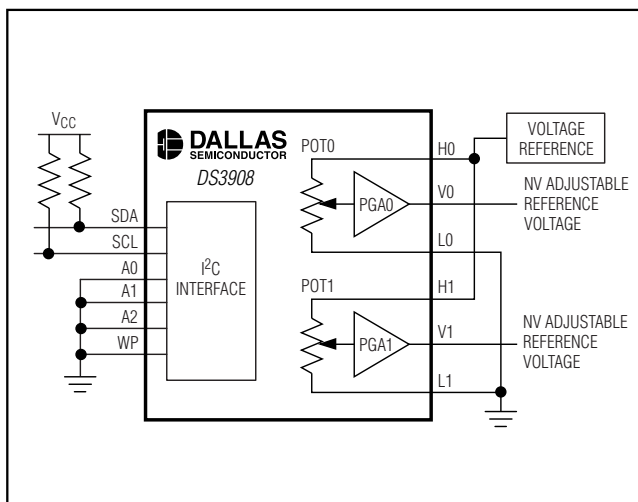 VCC
DALLAS
SEMICONDUCTOR
DS3908
SDA
SCL
A0
A1
A2
WP
I2C
INTERFACE
POT0
PGA0
H0
V0
L0
POT1
PGA1
H1
V1
L1
VOLTAGE
REFERENCE
NV ADJUSTABLE
REFERENCE
VOLTAGE
NV ADJUSTABLE
REFERENCE
VOLTAGE